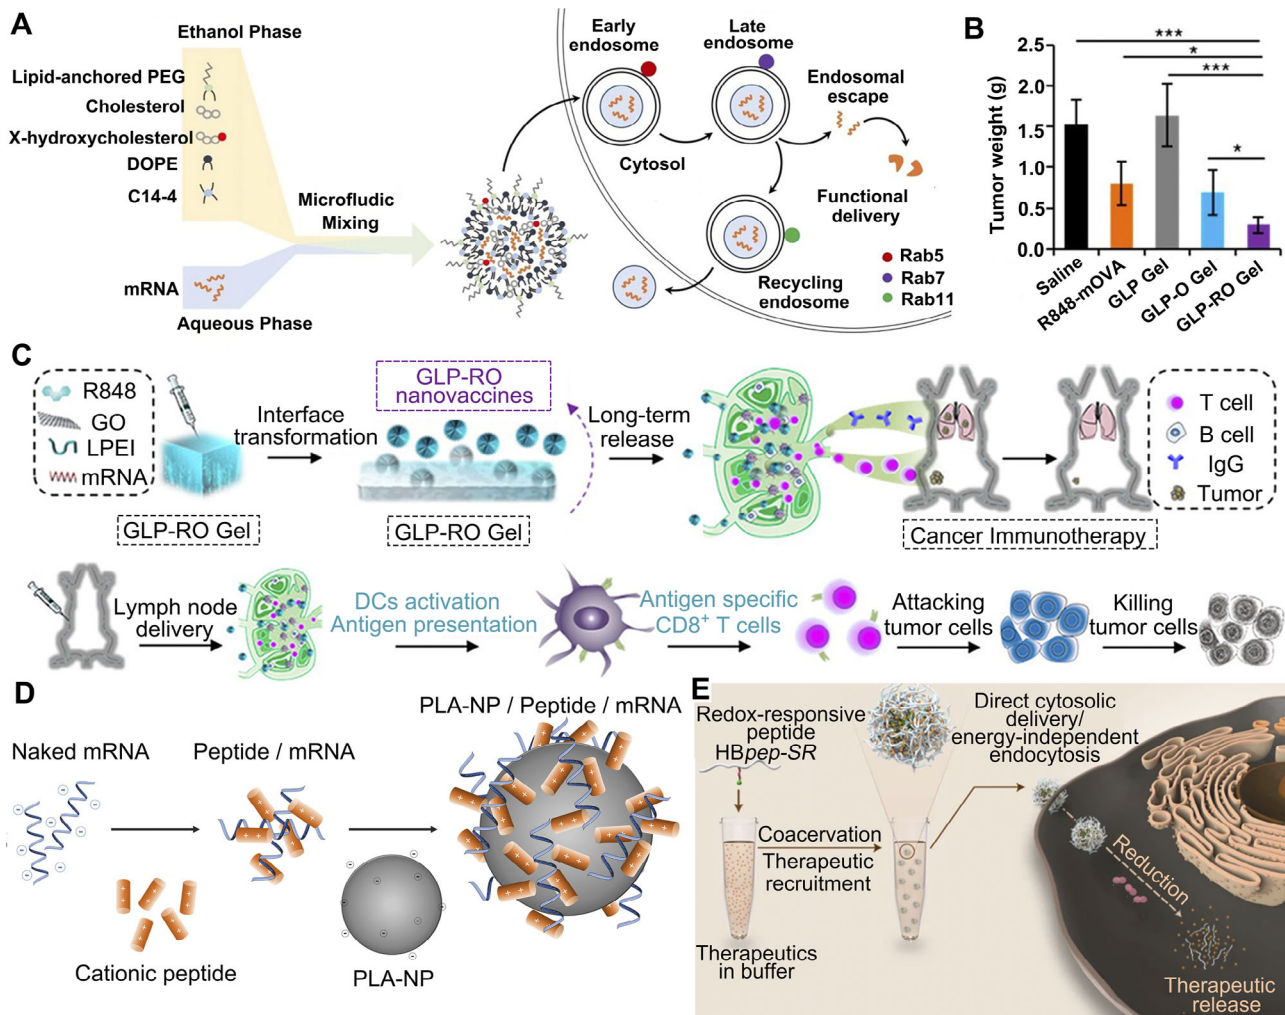 A
Ethanol Phase
Lipid-anchored PEG
Cholesterol
X-hydroxycholesterol
DOPE
C14-4
mRNA
Aqueous Phase
Microfludic
Mixing
Early
endosome
Late
endosome
Endosomal
escape
Cytosol
Functional
delivery
Recycling
endosome
Rab5
Rab7
Rab11
B
Tumor weight (g)
2.5
2.0
1.5
1.0
0.5
0.0
***
*
***
*
Saline
R848-mOVA
GLP Gel
GLP-O Gel
GLP-RO Gel
C
R848
GO
LPEI
mRNA
GLP-RO Gel
Interface
transformation
GLP-RO
nanovaccines
GLP-RO Gel
Long-term
release
Cancer Immunotherapy
T cell
B cell
IgG
Tumor
Lymph node
delivery
DCs activation
Antigen presentation
Antigen specific
CD8⁺ T cells
Attacking
tumor cells
Killing
tumor cells
D
Naked mRNA
Peptide / mRNA
PLA-NP / Peptide / mRNA
Cationic peptide
PLA-NP
E
Redox-responsive
peptide
HBpep-SR
Coacervation
Therapeutic
recruitment
Therapeutics
in buffer
Direct cytosolic
delivery/
energy-independent
endocytosis
Reduction
Therapeutic
release